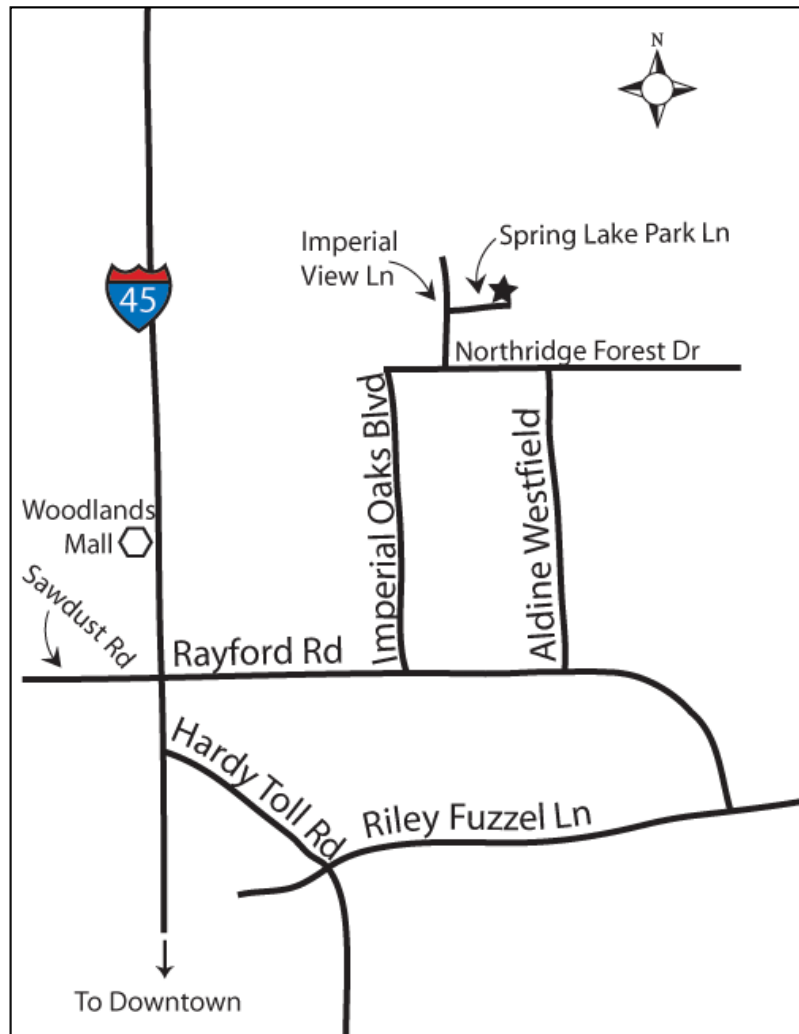 N
Imperial
View Ln
Spring Lake Park Ln
45
Northridge Forest Dr
Imperial Oaks Blvd
Aldine Westfield
Woodlands
Mall
Sawdust Rd
Rayford Rd
Hardy Toll Rd
Riley Fuzzel Ln
To Downtown